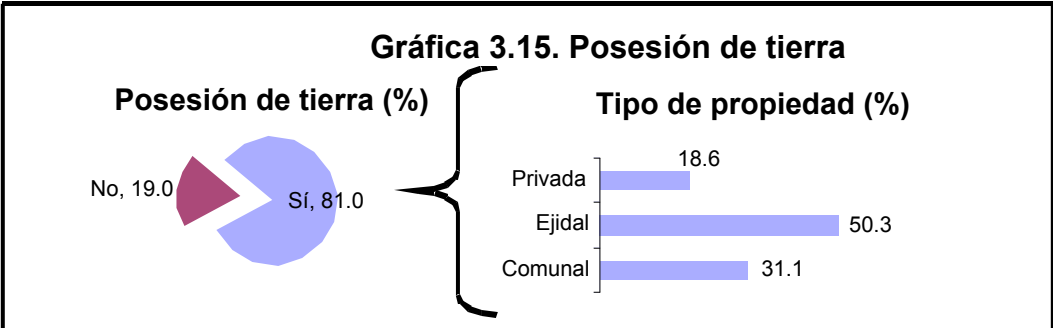 Gráfica 3.15. Posesión de tierra
Posesión de tierra (%)
No, 19.0
Sí, 81.0
Tipo de propiedad (%)
Privada
18.6
Ejidal
50.3
Comunal
31.1